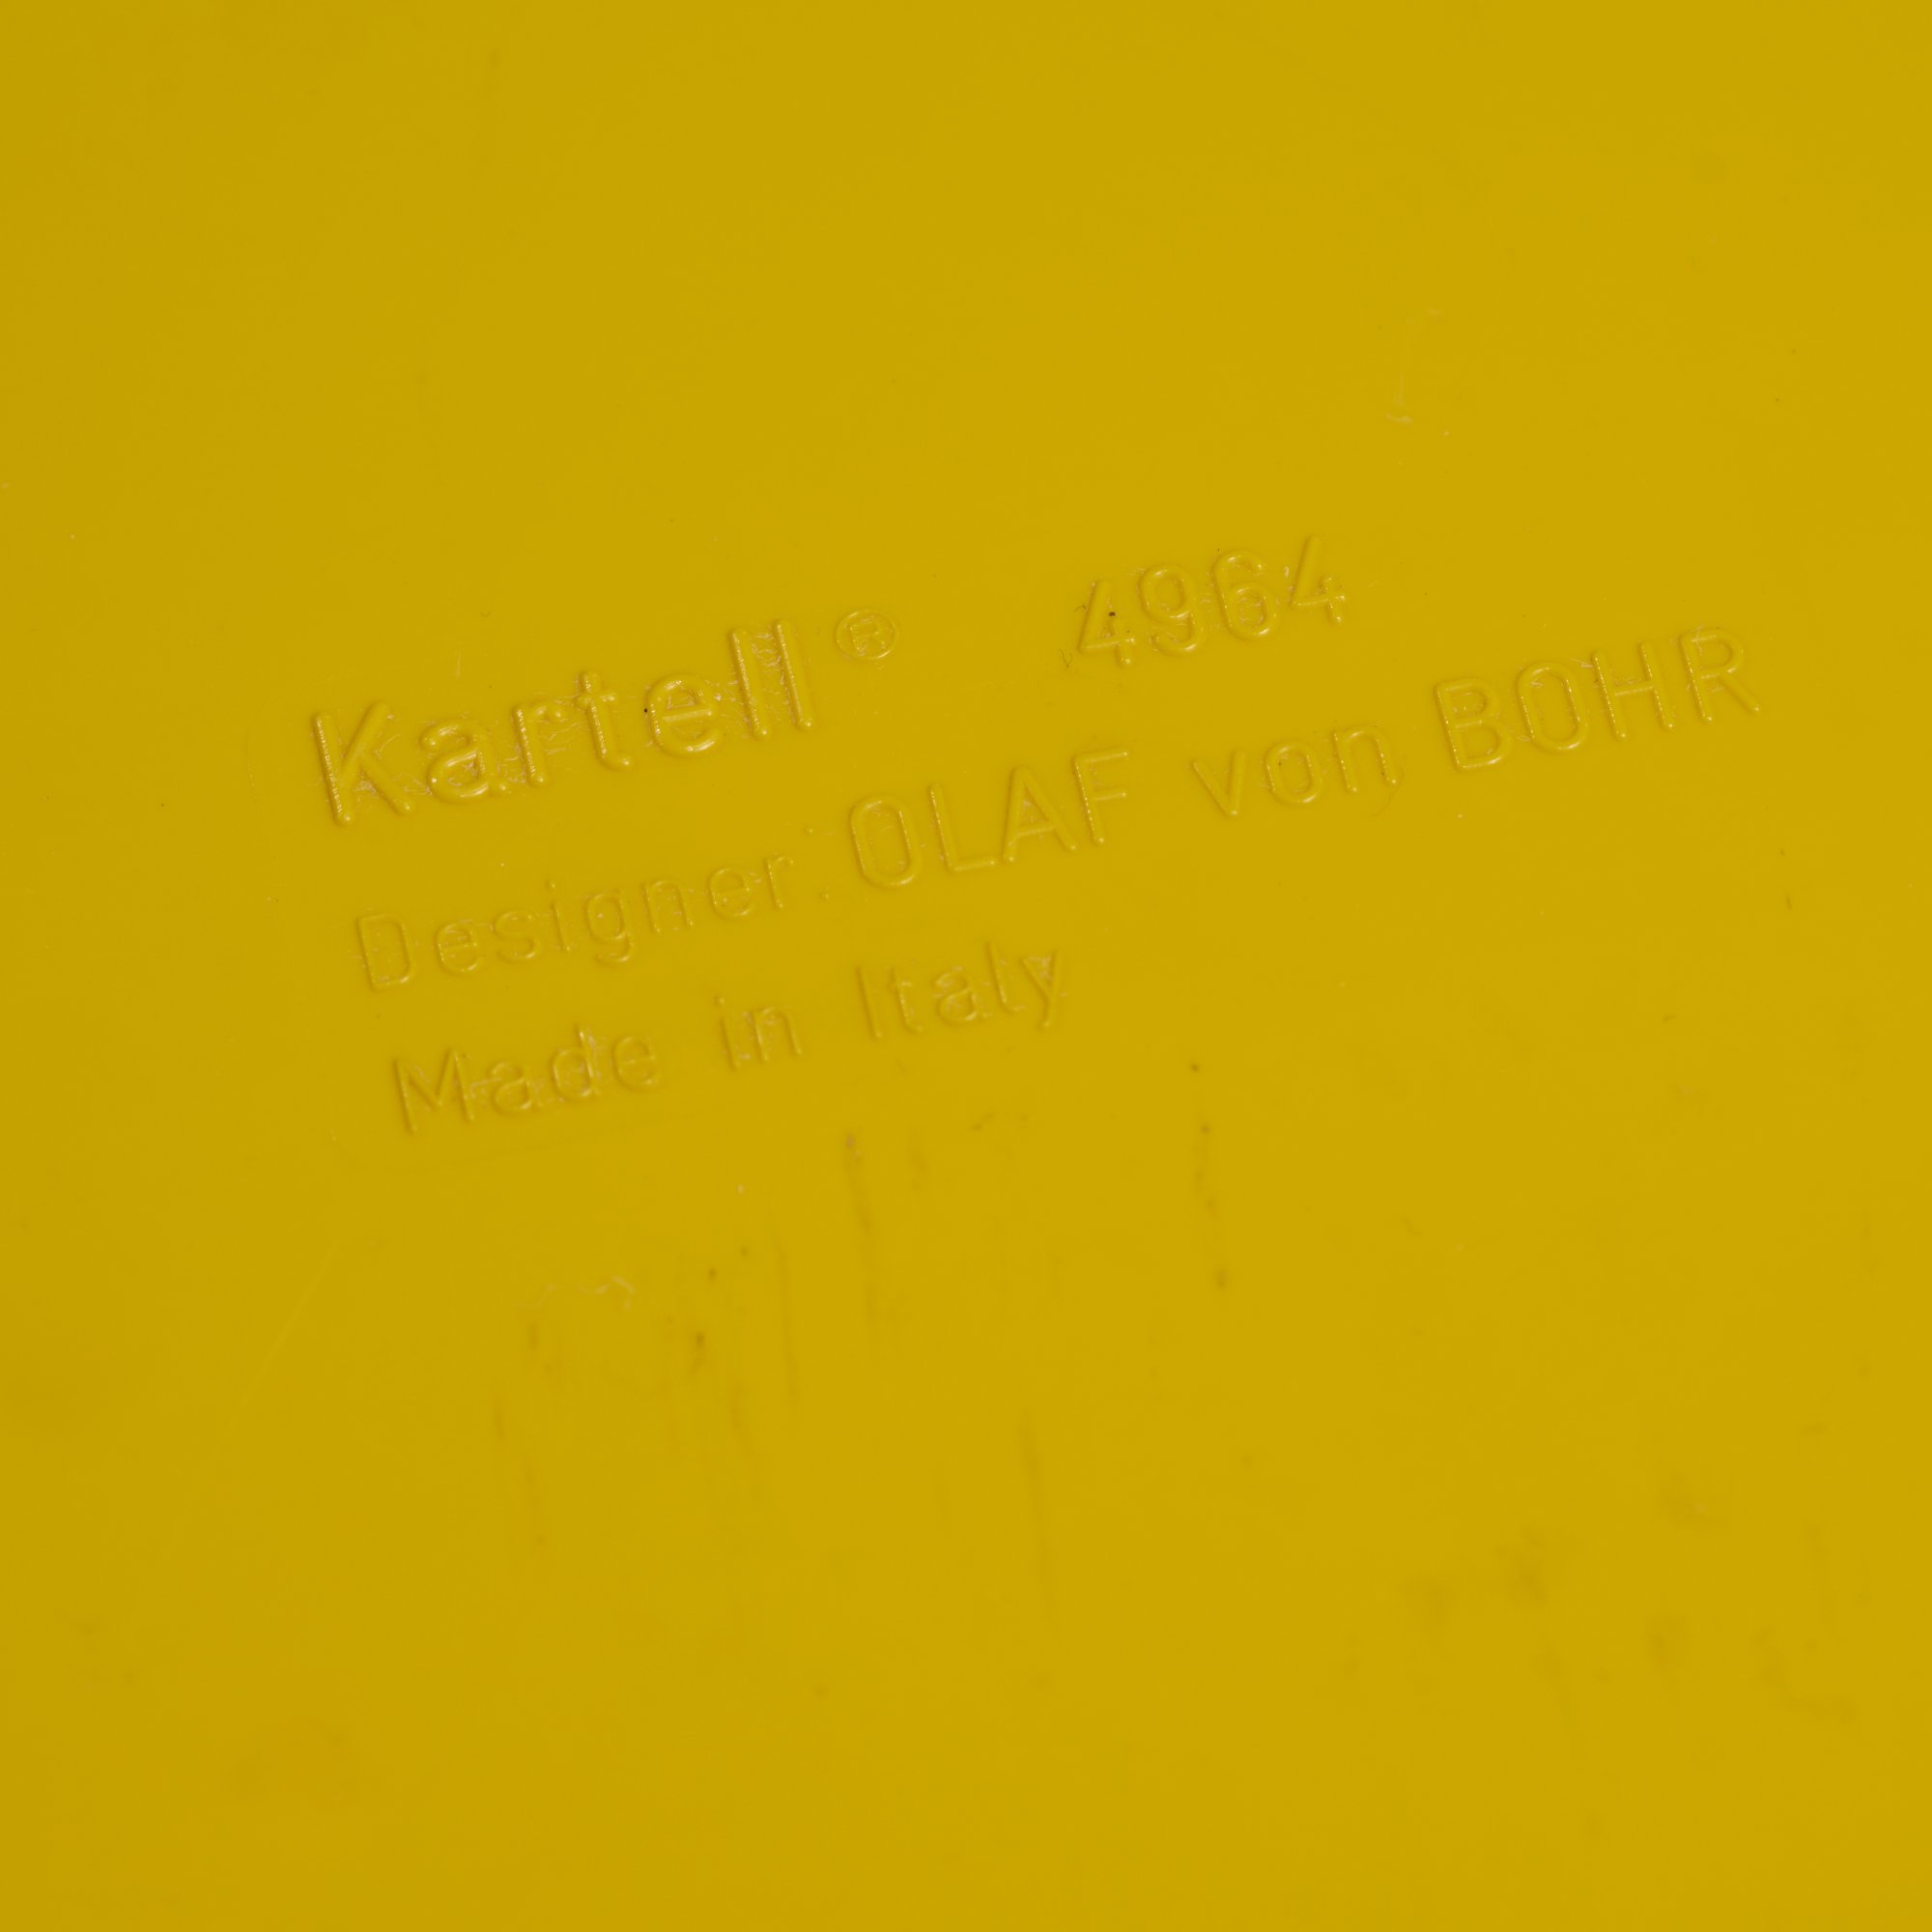 Kartell® 4964
Designer: OLAF von BOHR
Made in Italy